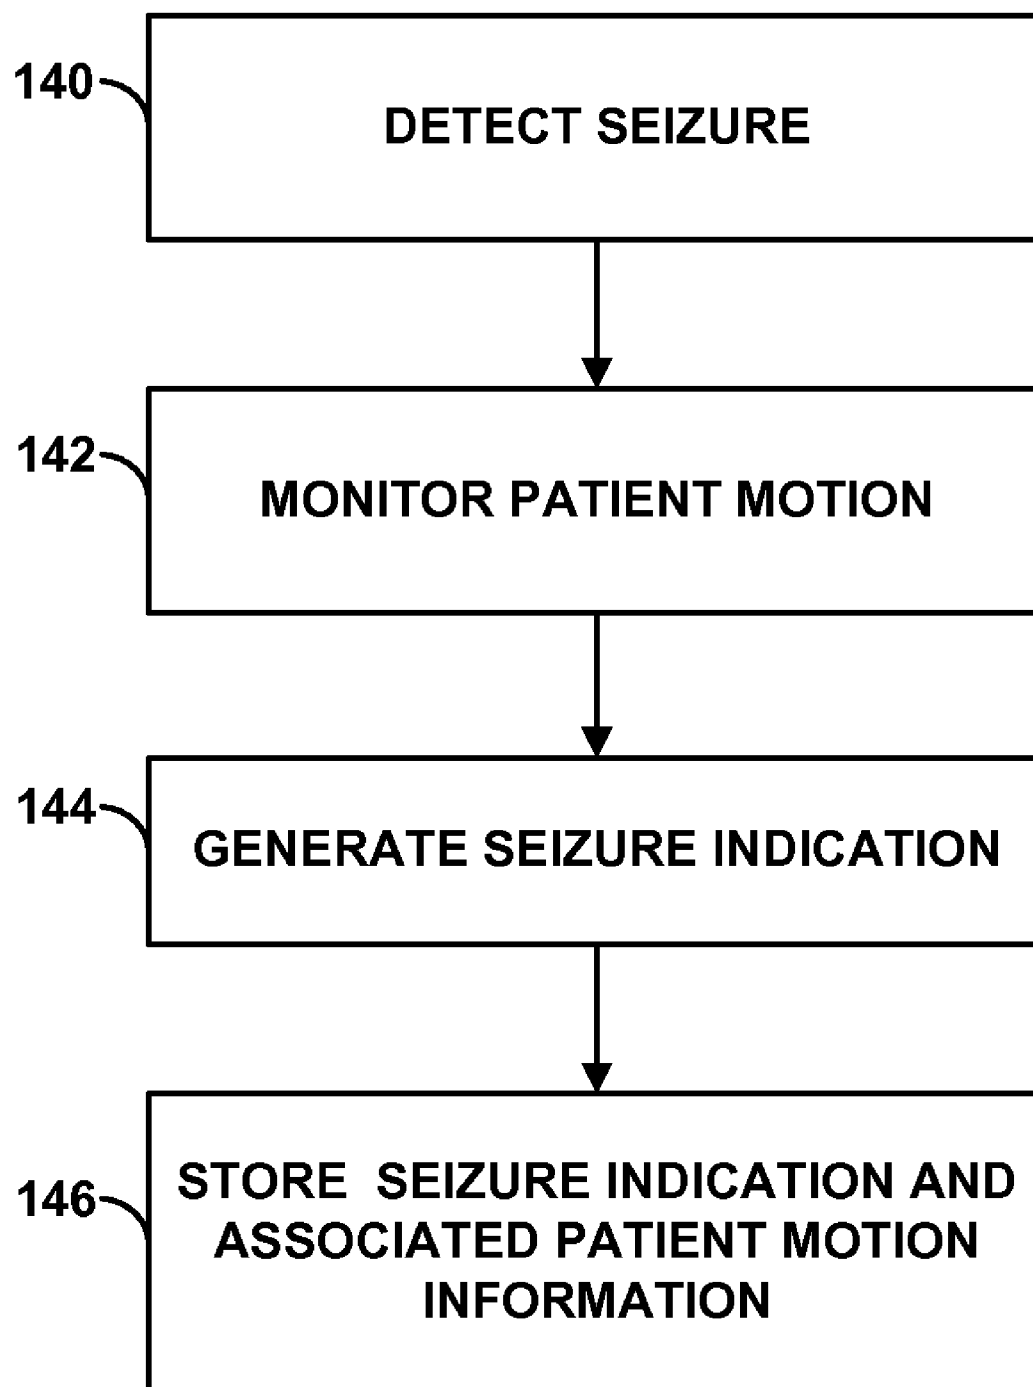 140
DETECT SEIZURE
142
MONITOR PATIENT MOTION
144
GENERATE SEIZURE INDICATION
146
STORE SEIZURE INDICATION AND
ASSOCIATED PATIENT MOTION
INFORMATION